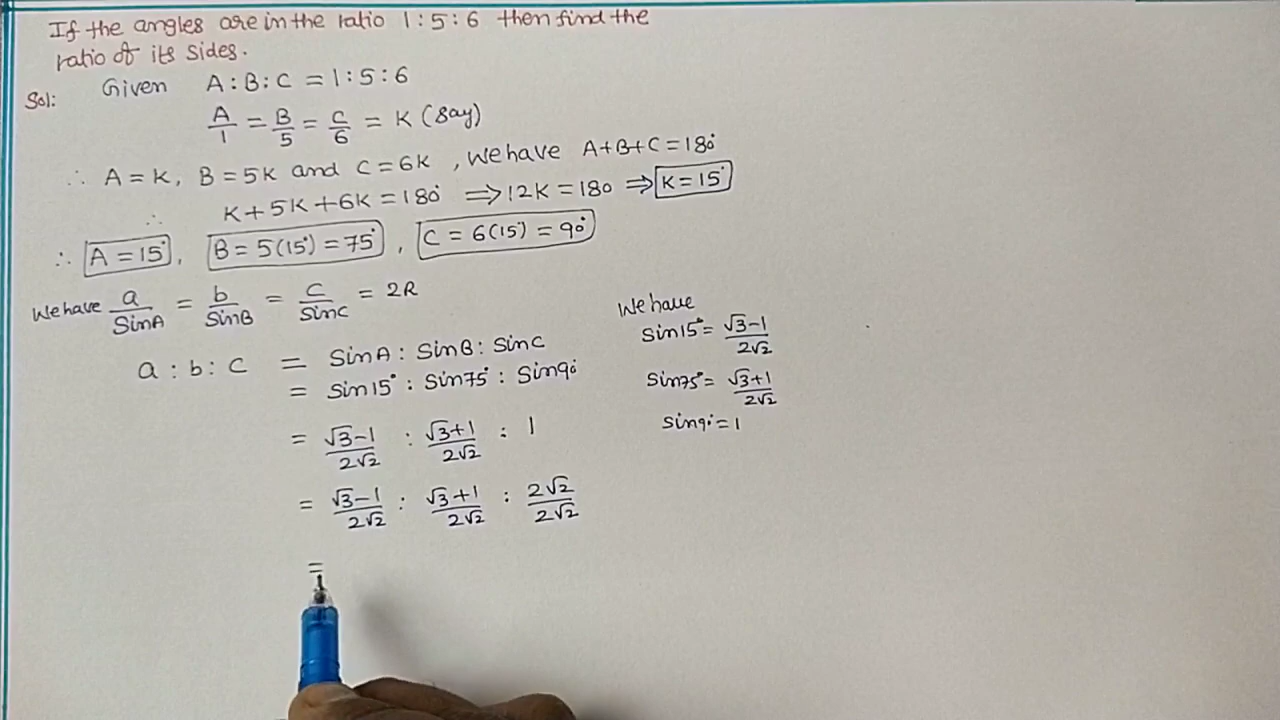 If the angles are in the ratio 1 : 5 : 6 then find the
ratio of its sides.
Sol: Given A : B : C = 1 : 5 : 6
A/1 = B/5 = C/6 = K (say)
∴ A = K, B = 5K and C = 6K , We have A+B+C = 180°
∴ K + 5K + 6K = 180° ⇒ 12K = 180 ⇒ K = 15°
∴ A = 15° , B = 5(15°) = 75° , C = 6(15°) = 90°
We have a/SinA = b/SinB = c/SinC = 2R
a : b : c = SinA : SinB : SinC
= Sin15° : Sin75° : Sin90°
= √3-1/2√2 : √3+1/2√2 : 1
= √3-1/2√2 : √3+1/2√2 : 2√2/2√2
=
We have
Sin15° = √3-1/2√2
Sin75° = √3+1/2√2
Sin90° = 1